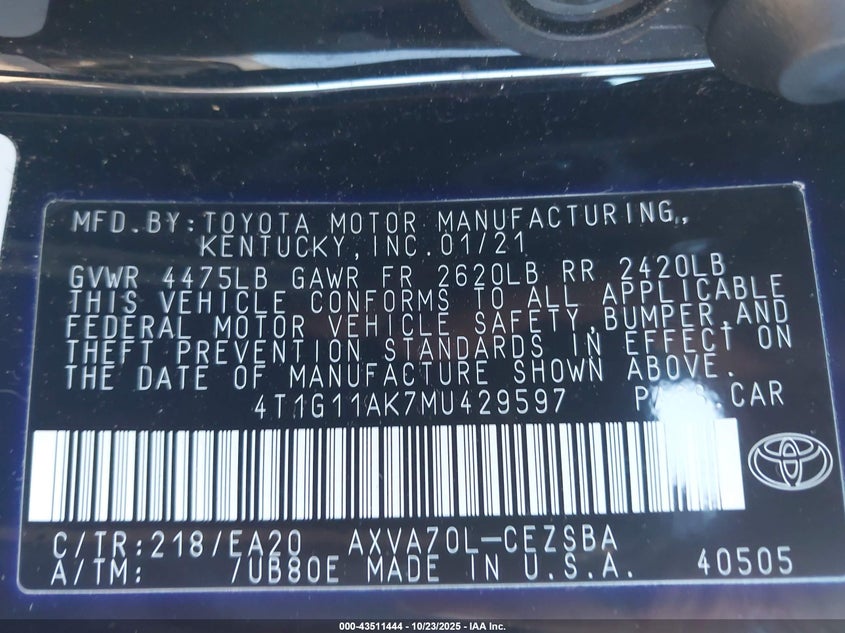 MFD.BY:TOYOTA MOTOR MANUFACTURING,
KENTUCKY,INC.01/21
GVWR 4475LB GAWR FR 2620LB RR 2420LB
THIS VEHICLE CONFORMS TO ALL APPLICABLE
FEDERAL MOTOR VEHICLE SAFETY,BUMPER,AND
THEFT PREVENTION STANDARDS IN EFFECT ON
THE DATE OF MANUFACTURE SHOWN ABOVE.
4T1G11AK7MU429597 PASS.CAR
C/TR:218/EA20 AXVA70L-CEZSBA
A/TM: /UB80E MADE IN U.S.A. 40505
000-43511444 - 10/23/2025 - IAA Inc.